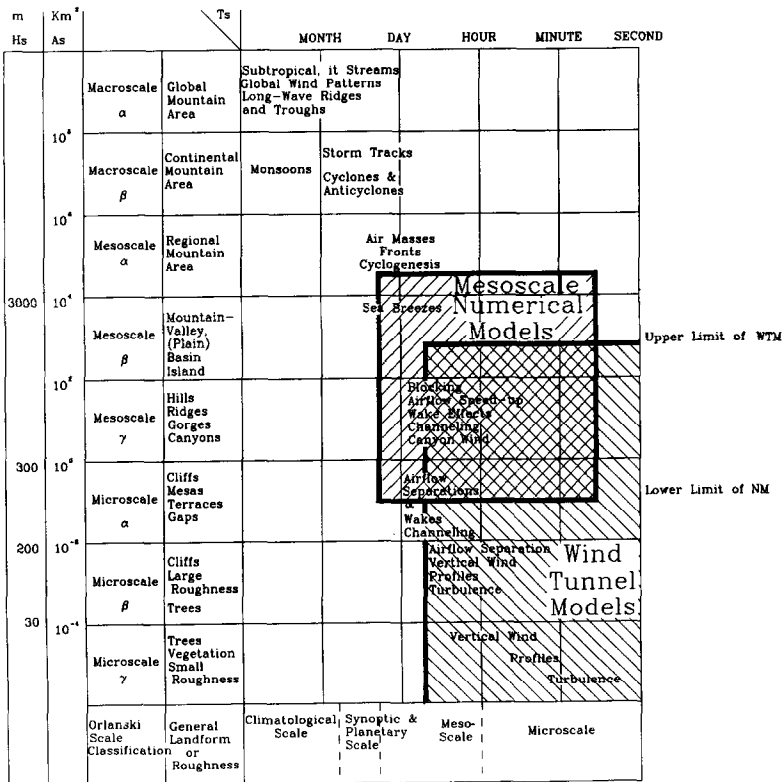 m Km² Ts
Hs As MONTH DAY HOUR MINUTE SECOND
Macroscale
α
Global
Mountain
Area
Subtropical, it Streams
Global Wind Patterns
Long-Wave Ridges
and Troughs
10⁸
Macroscale
β
Continental
Mountain
Area
Monsoons
Storm Tracks
Cyclones &
Anticyclones
10⁶
Mesoscale
α
Regional
Mountain
Area
Air Masses
Fronts
Cyclogenesis
3000
10⁴
Mesoscale
Numerical
Models
Sea Breezes
Mesoscale
β
Mountain-
Valley,
(Plain)
Basin
Island
Upper Limit of WTM
10²
Mesoscale
γ
Hills
Ridges
Gorges
Canyons
Blocking
Airflow Speed-up
Wake Effects
Channeling
Canyon Wind
300
10⁰
Microscale
α
Cliffs
Mesas
Terraces
Gaps
Airflow
Separations
&
Wakes
Channeling
Lower Limit of NM
200
10⁻²
Microscale
β
Cliffs
Large
Roughness
Trees
Airflow Separation
Vertical Wind
Profiles
Turbulence
Wind
Tunnel
Models
30
10⁻⁴
Microscale
γ
Trees
Vegetation
Small
Roughness
Vertical Wind
Profiles
Turbulence
Orlanski
Scale
Classification
General
Landform
or
Roughness
Climatological
Scale
Synoptic &
Planetary
Scale
Meso-
Scale
Microscale